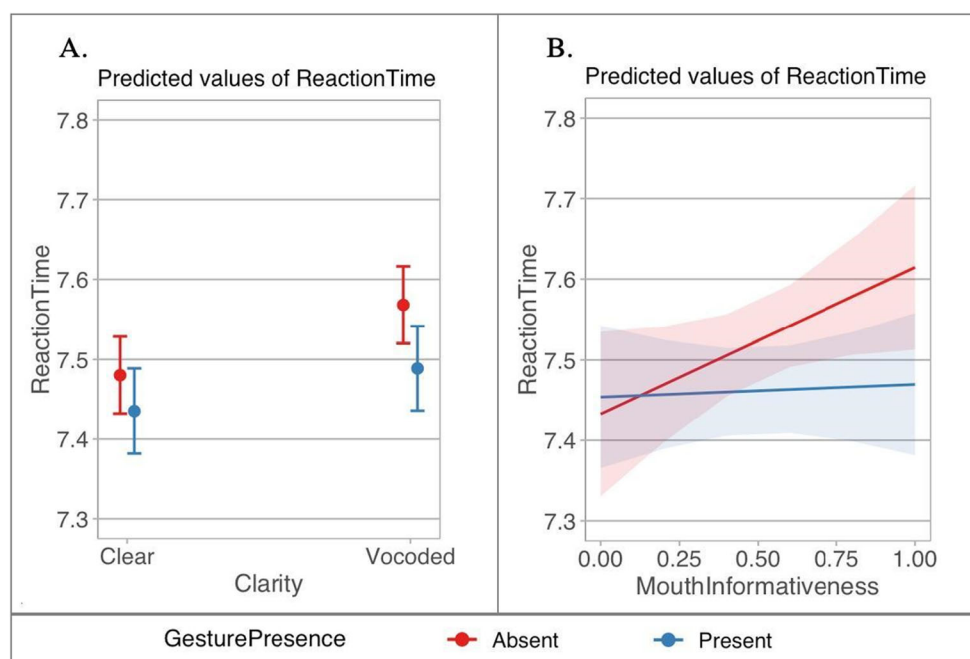 A.
Predicted values of ReactionTime
7.8
7.7
7.6
7.5
7.4
7.3
ReactionTime
Clear Vocoded
Clarity
B.
Predicted values of ReactionTime
7.8
7.7
7.6
7.5
7.4
7.3
ReactionTime
0.00 0.25 0.50 0.75 1.00
MouthInformativeness
GesturePresence Absent Present